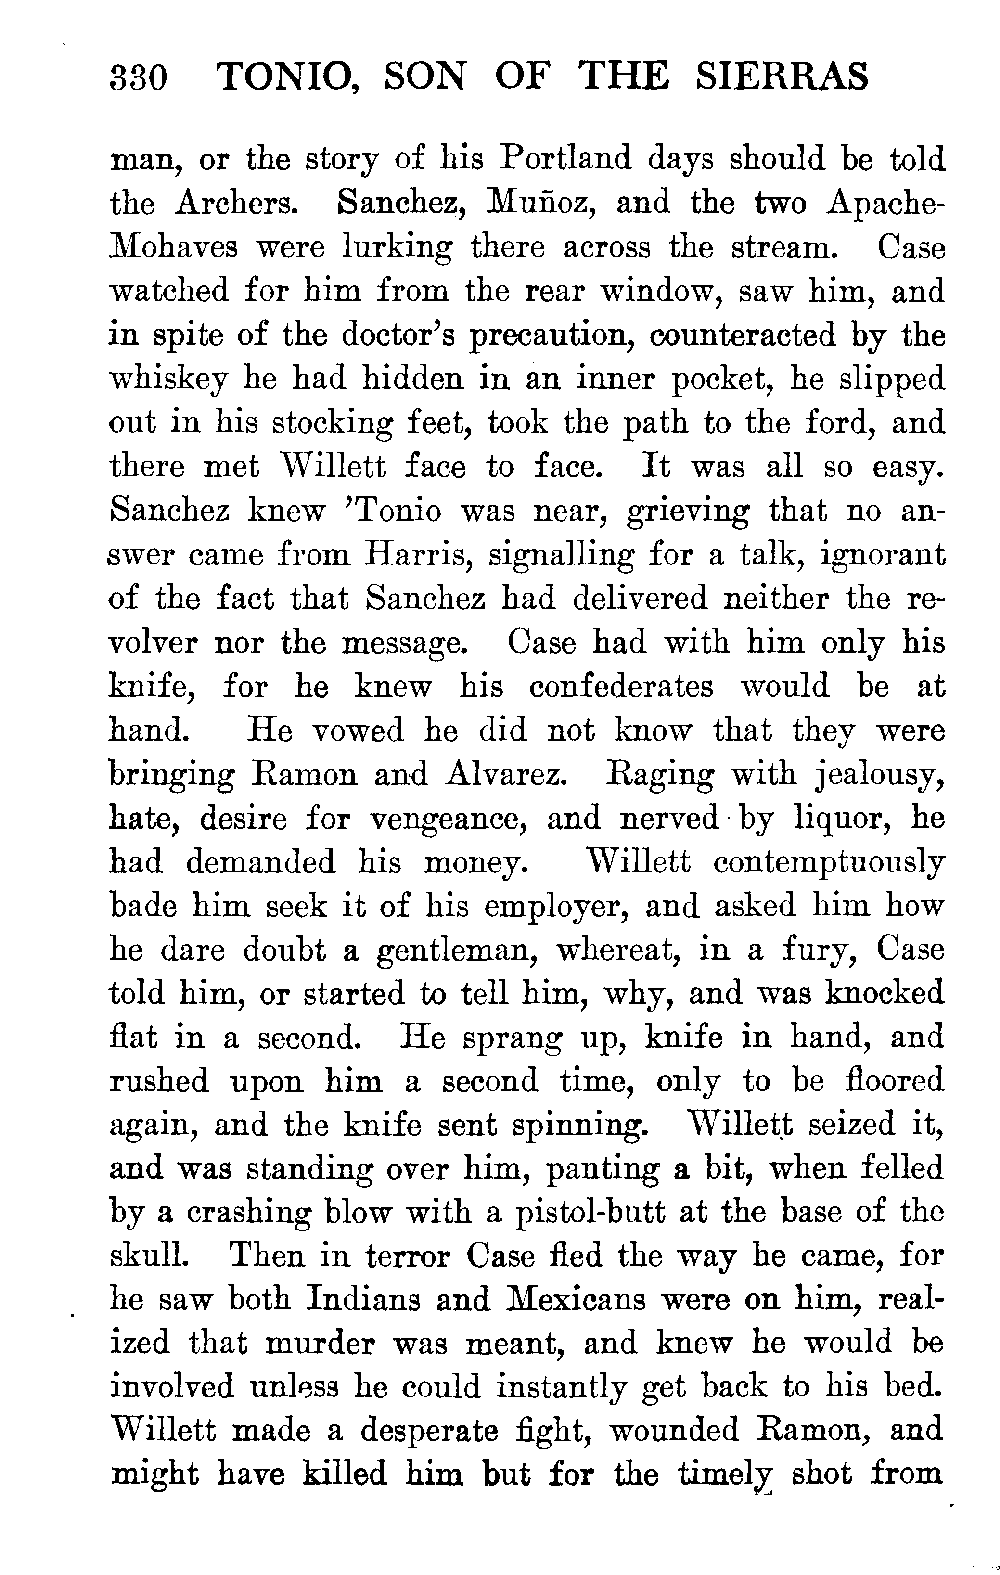 330 TONIO, SON OF THE SIERRAS
man, or the story of his Portland days should be told
the Archers. Sanchez, Muñoz, and the two Apache-
Mohaves were lurking there across the stream. Case
watched for him from the rear window, saw him, and
in spite of the doctor's precaution, counteracted by the
whiskey he had hidden in an inner pocket, he slipped
out in his stocking feet, took the path to the ford, and
there met Willett face to face. It was all so easy.
Sanchez knew 'Tonio was near, grieving that no an-
swer came from Harris, signalling for a talk, ignorant
of the fact that Sanchez had delivered neither the re-
volver nor the message. Case had with him only his
knife, for he knew his confederates would be at
hand. He vowed he did not know that they were
bringing Ramon and Alvarez. Raging with jealousy,
hate, desire for vengeance, and nerved by liquor, he
had demanded his money. Willett contemptuously
bade him seek it of his employer, and asked him how
he dare doubt a gentleman, whereat, in a fury, Case
told him, or started to tell him, why, and was knocked
flat in a second. He sprang up, knife in hand, and
rushed upon him a second time, only to be floored
again, and the knife sent spinning. Willett seized it,
and was standing over him, panting a bit, when felled
by a crashing blow with a pistol-butt at the base of the
skull. Then in terror Case fled the way he came, for
he saw both Indians and Mexicans were on him, real-
ized that murder was meant, and knew he would be
involved unless he could instantly get back to his bed.
Willett made a desperate fight, wounded Ramon, and
might have killed him but for the timely shot from